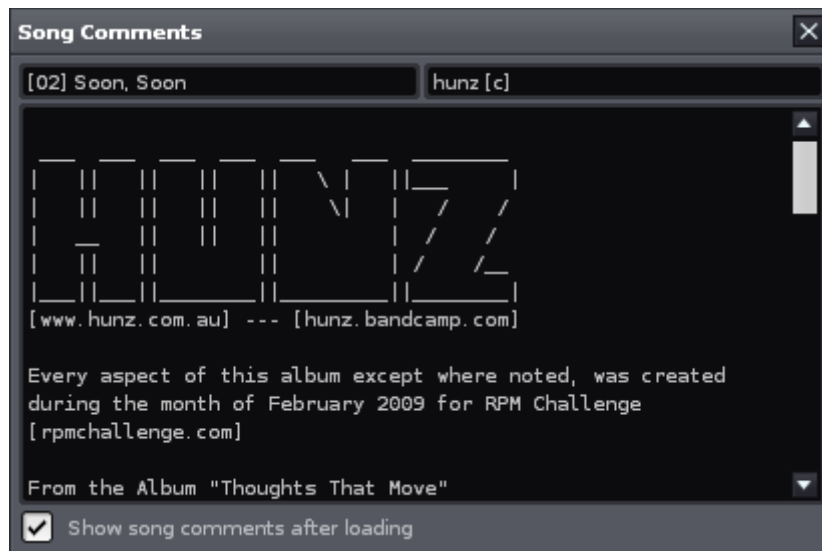 Song Comments
[02] Soon, Soon
hunz [c]
HUNZ
[www.hunz.com.au] --- [hunz.bandcamp.com]
Every aspect of this album except where noted, was created
during the month of February 2009 for RPM Challenge
[rpmchallenge.com]
From the Album "Thoughts That Move"
Show song comments after loading